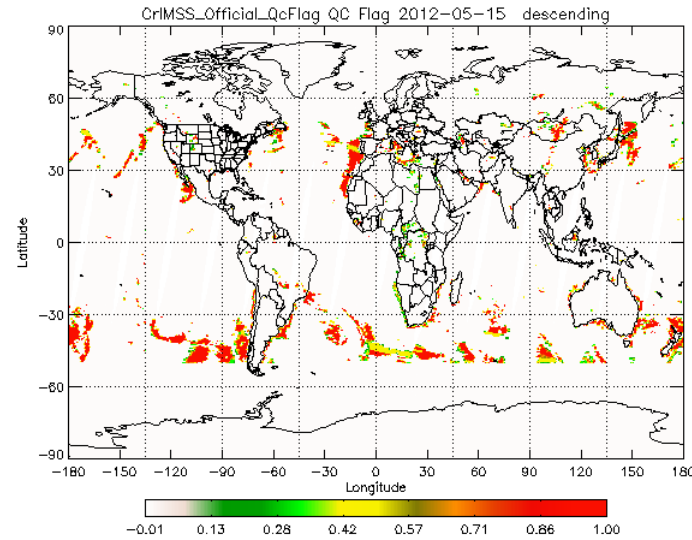 CrIMSS_Official_QcFlag QC Flag 2012-05-15 descending
90
60
30
0
−30
−60
−90
Latitude
−180 −150 −120 −90 −60 −30 0 30 60 90 120 150 180
Longitude
−0.01 0.13 0.28 0.42 0.57 0.71 0.86 1.00